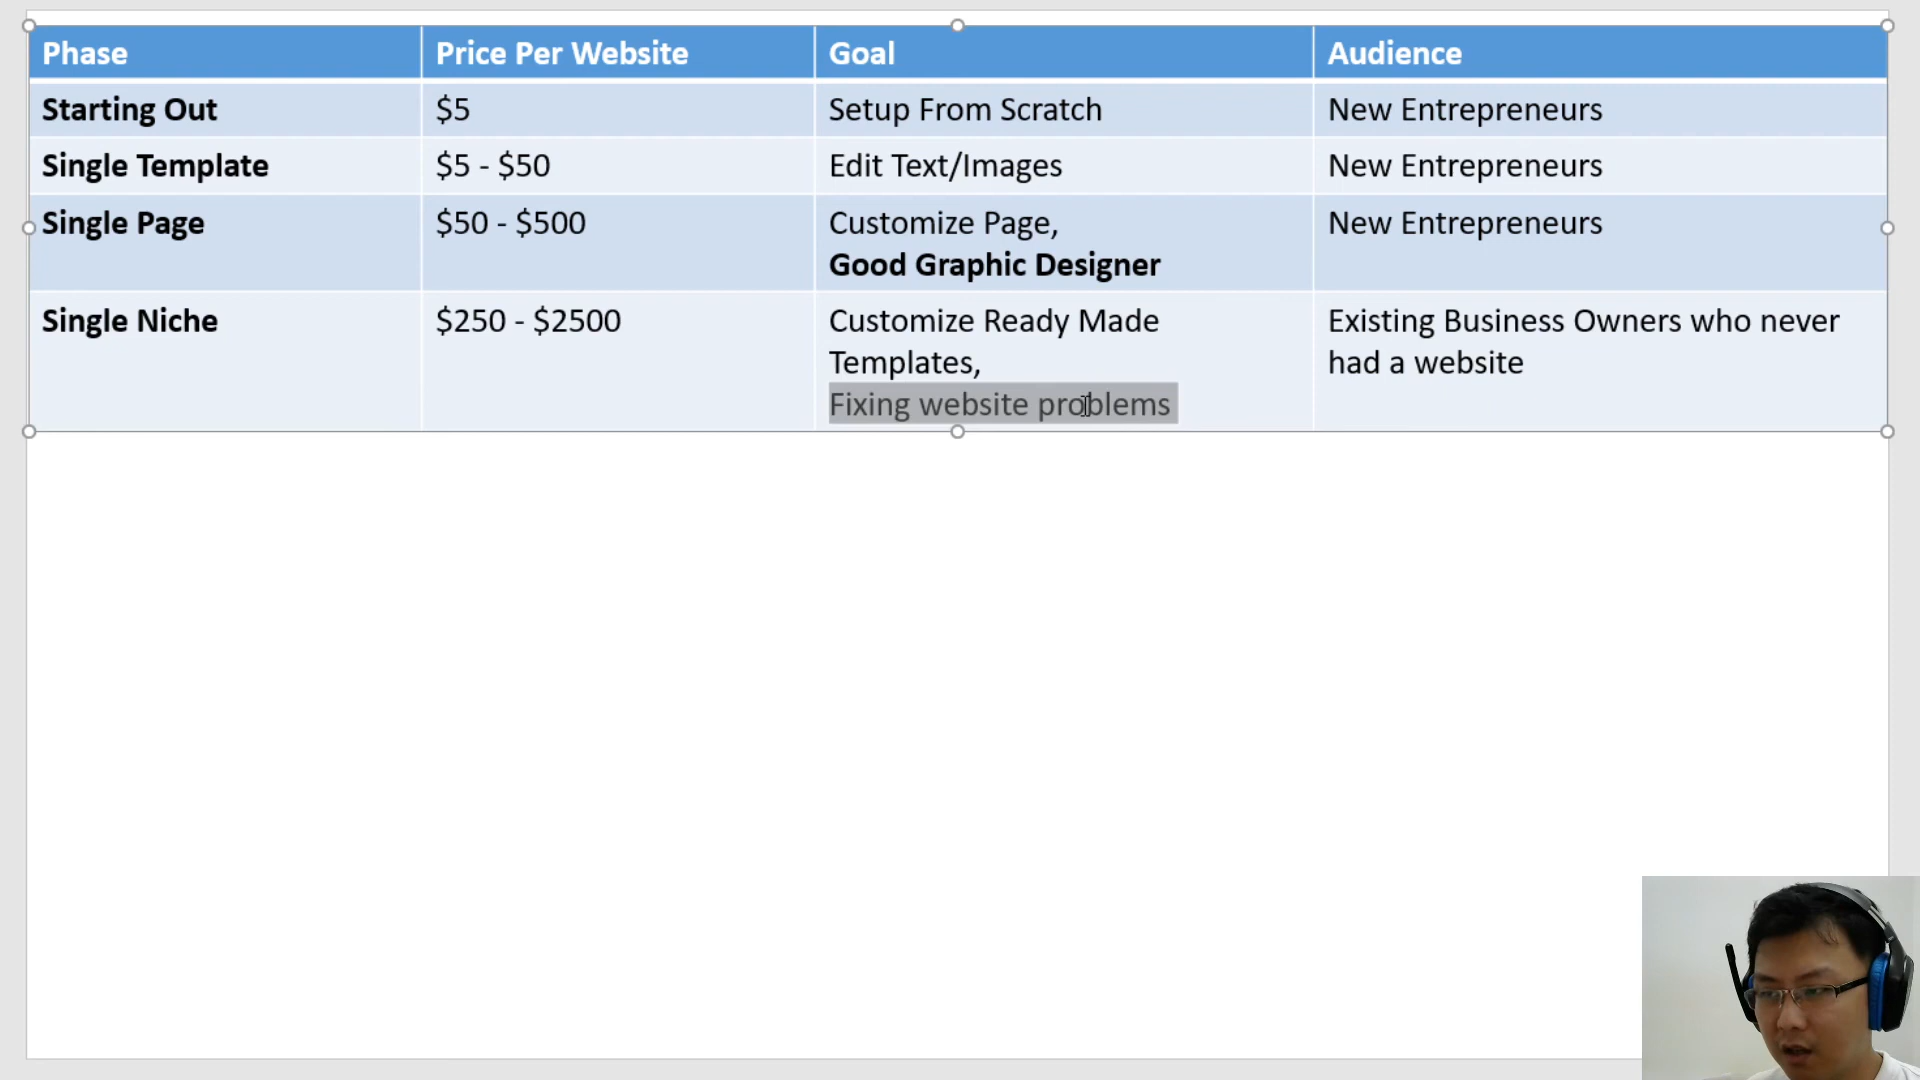 Phase Price Per Website Goal Audience
Starting Out $5 Setup From Scratch New Entrepreneurs
Single Template $5 - $50 Edit Text/Images New Entrepreneurs
Single Page $50 - $500 Customize Page, New Entrepreneurs
Good Graphic Designer
Single Niche $250 - $2500 Customize Ready Made Existing Business Owners who never
Templates, had a website
Fixing website problems